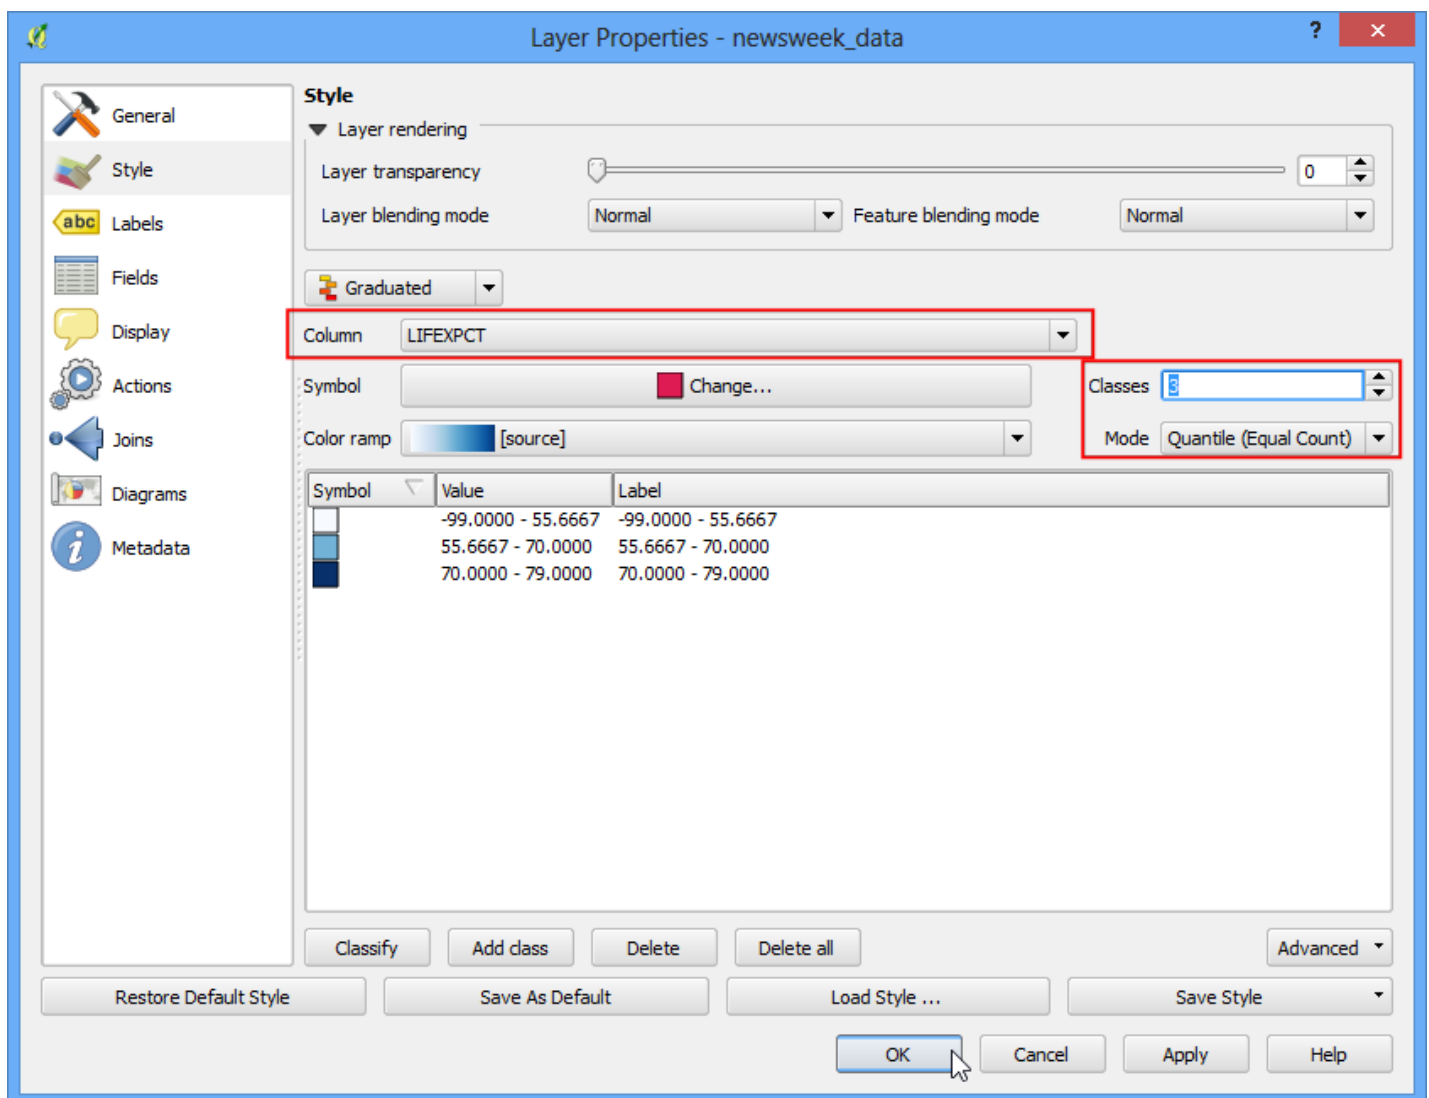 Layer Properties - newsweek_data
?
General
Style
Labels
Fields
Display
Actions
Joins
Diagrams
Metadata
abc
Style
Layer rendering
Layer transparency 0
Layer blending mode Normal Feature blending mode Normal
Graduated
Column LIFEXPCT
Symbol Change... Classes 3
Color ramp [source] Mode Quantile (Equal Count)
Symbol Value Label
-99.0000 - 55.6667 -99.0000 - 55.6667
55.6667 - 70.0000 55.6667 - 70.0000
70.0000 - 79.0000 70.0000 - 79.0000
Classify Add class Delete Delete all Advanced
Restore Default Style Save As Default Load Style ... Save Style
OK Cancel Apply Help